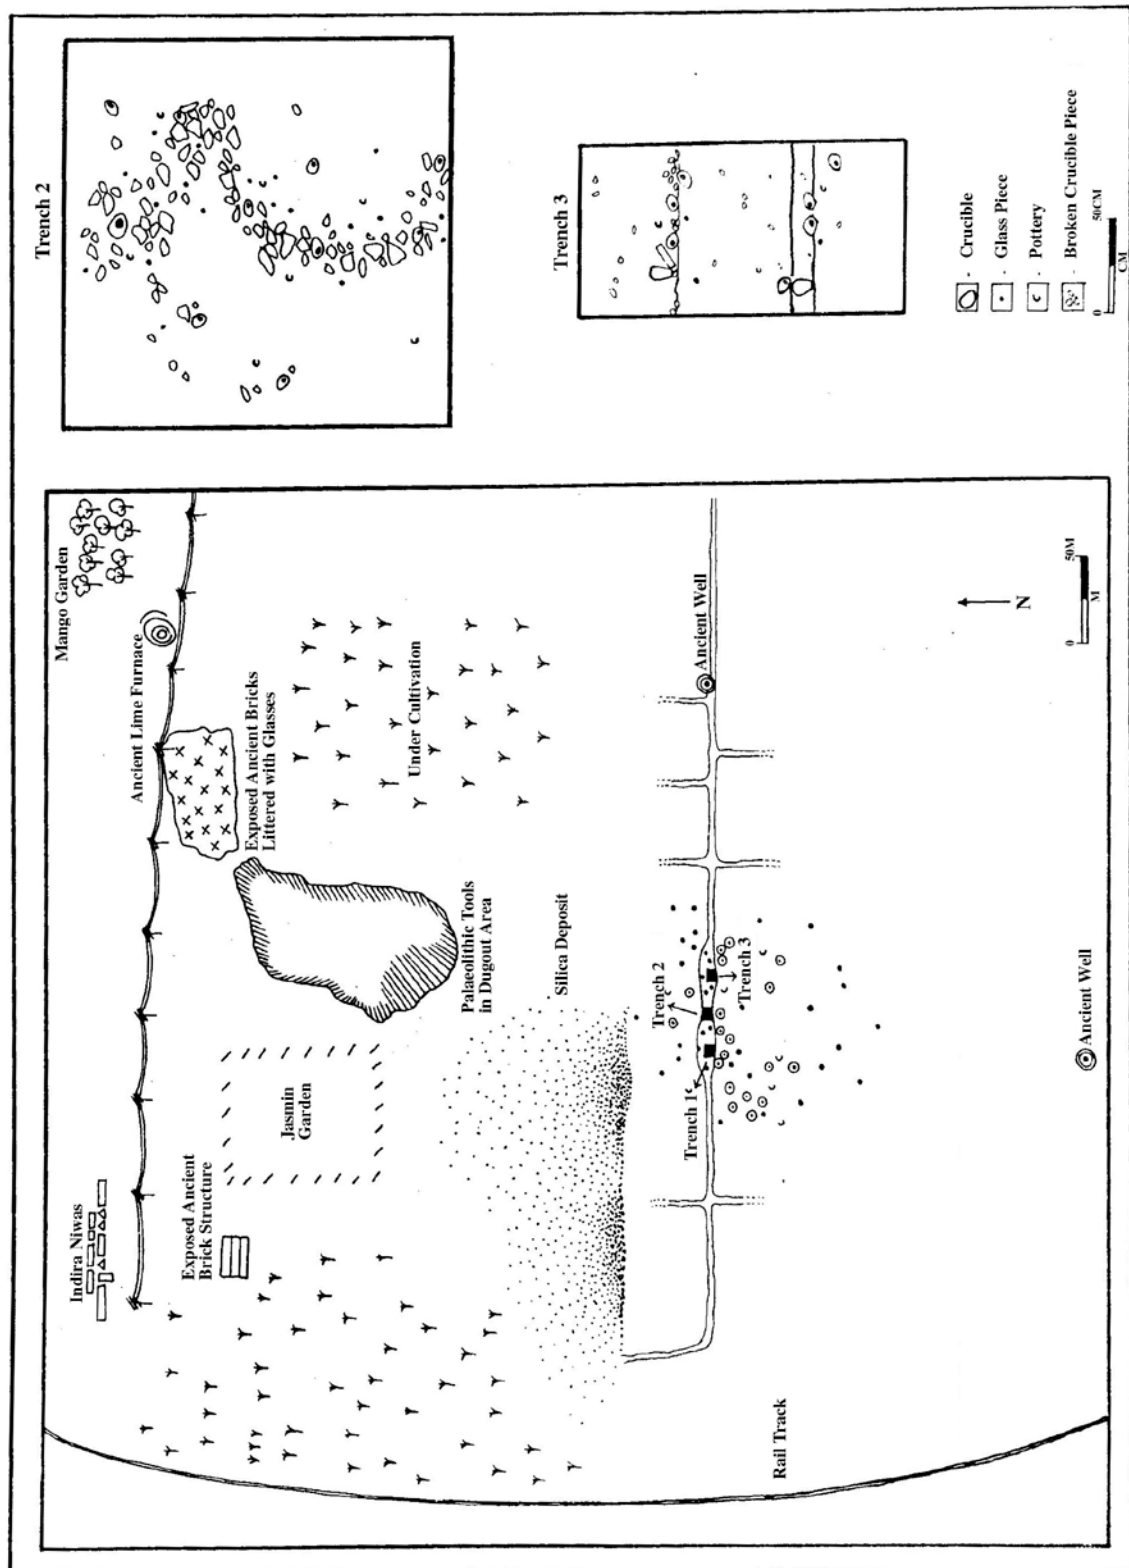 Trench 2
Trench 3
- Crucible
- Glass Piece
- Pottery
- Broken Crucible Piece
0
50CM
CM
Mango Garden
Ancient Lime Furnace
Exposed Ancient Bricks
Littered with Glasses
Under Cultivation
Ancient Well
N
0
50M
M
Indira Niwas
Exposed Ancient
Brick Structure
Jasmin
Garden
Palaeolithic Tools
in Dugout Area
Silica Deposit
Trench 1
Trench 2
Trench 3
Rail Track
Ancient Well